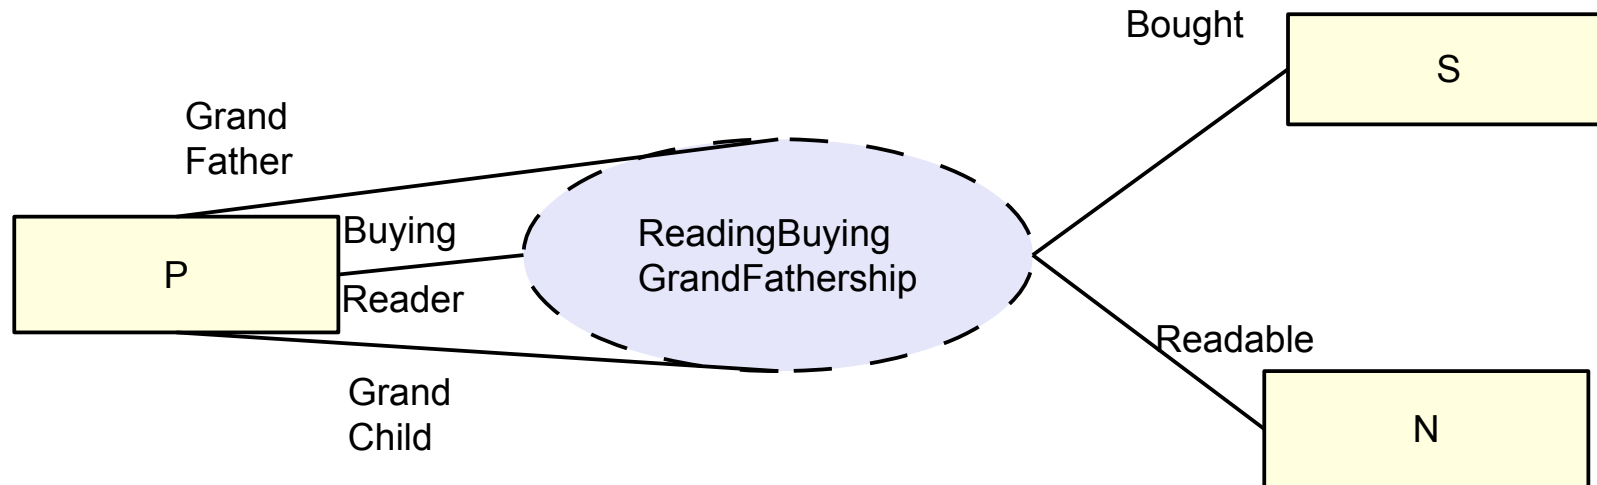 Bought
S
Grand
Father
Buying
P
Reader
ReadingBuying
GrandFathership
Readable
Grand
Child
N